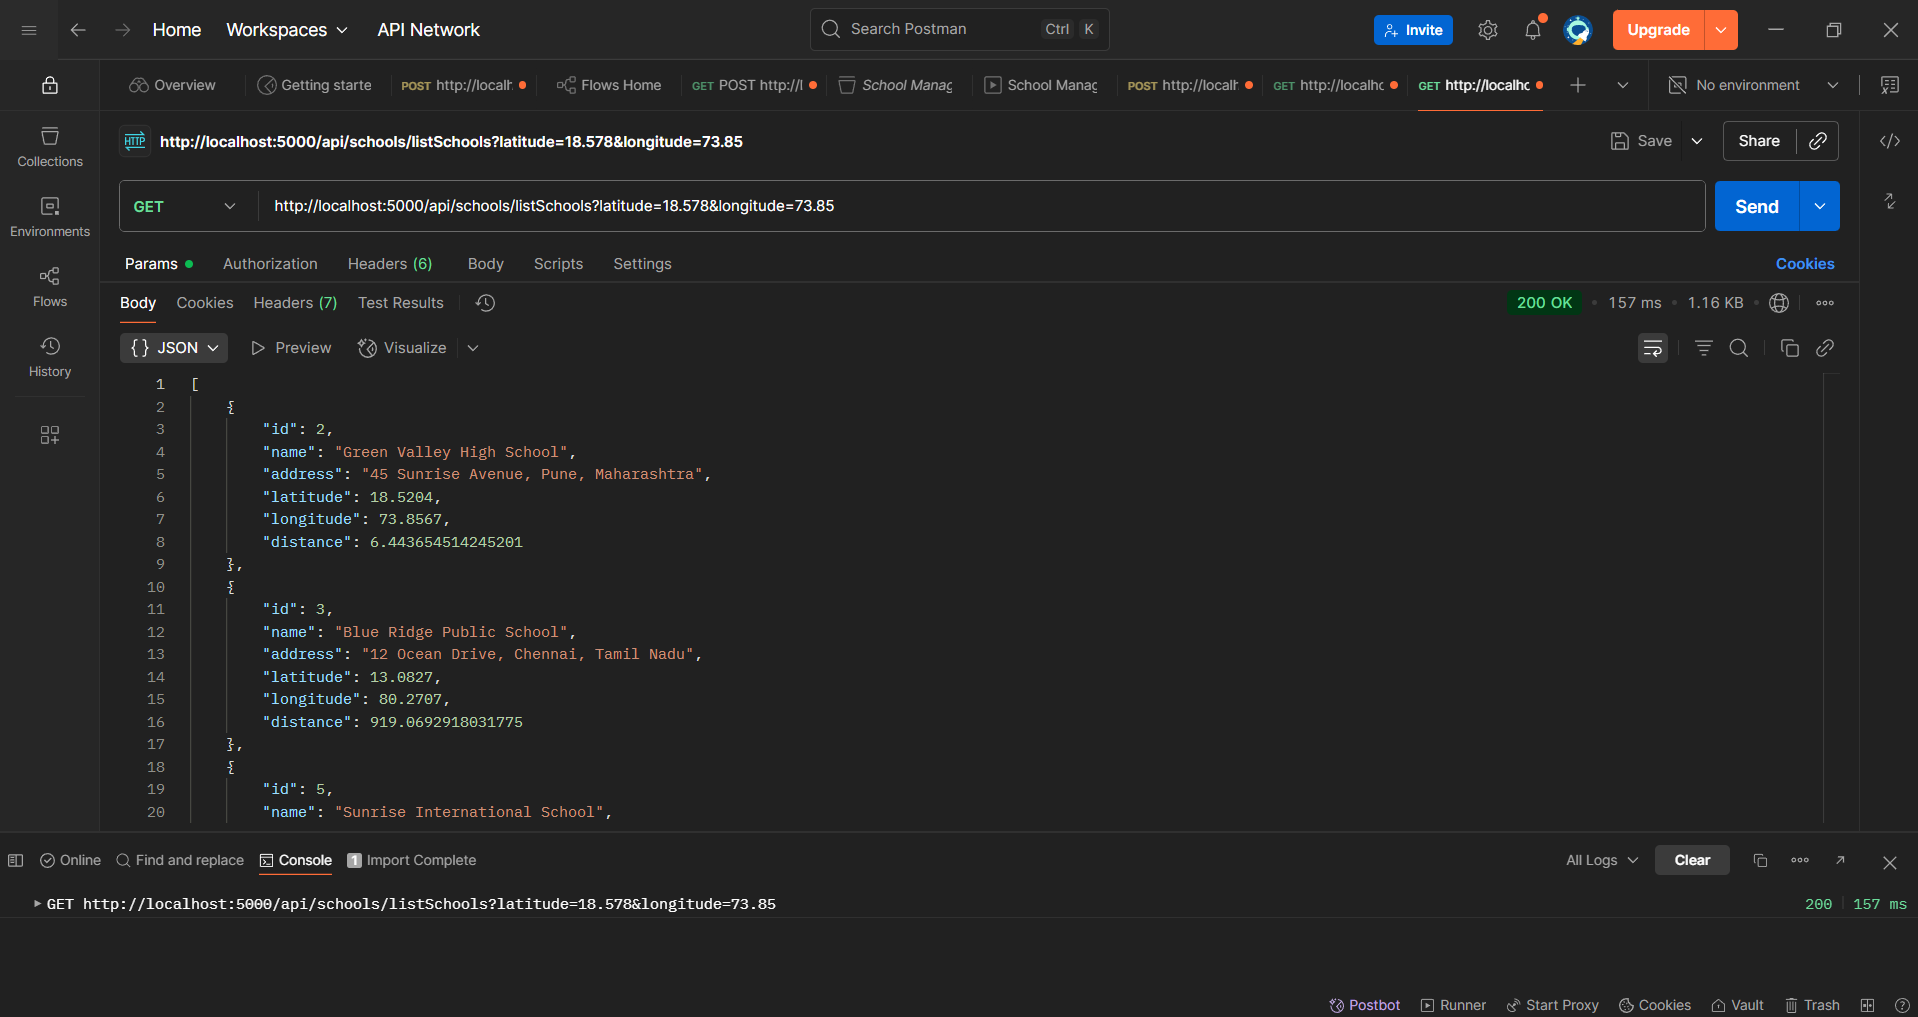 Home Workspaces API Network Search Postman Ctrl K Invite Upgrade
Overview Getting starte POST http://localh Flows Home GET POST http://l School Manag School Manag POST http://localh GET http://localhc GET http://localhc No environment
HTTP http://localhost:5000/api/schools/listSchools?latitude=18.578&longitude=73.85 Save Share
Collections
GET http://localhost:5000/api/schools/listSchools?latitude=18.578&longitude=73.85 Send
Environments
Params Authorization Headers (6) Body Scripts Settings Cookies
Flows
Body Cookies Headers (7) Test Results 200 OK • 157 ms • 1.16 KB •
{} JSON Preview Visualize
History
1 [
2 {
3 "id": 2,
4 "name": "Green Valley High School",
5 "address": "45 Sunrise Avenue, Pune, Maharashtra",
6 "latitude": 18.5204,
7 "longitude": 73.8567,
8 "distance": 6.443654514245201
9 },
10 {
11 "id": 3,
12 "name": "Blue Ridge Public School",
13 "address": "12 Ocean Drive, Chennai, Tamil Nadu",
14 "latitude": 13.0827,
15 "longitude": 80.2707,
16 "distance": 919.0692918031775
17 },
18 {
19 "id": 5,
20 "name": "Sunrise International School",
Online Find and replace Console 1 Import Complete All Logs Clear
GET http://localhost:5000/api/schools/listSchools?latitude=18.578&longitude=73.85 200 157 ms
Postbot Runner Start Proxy Cookies Vault Trash